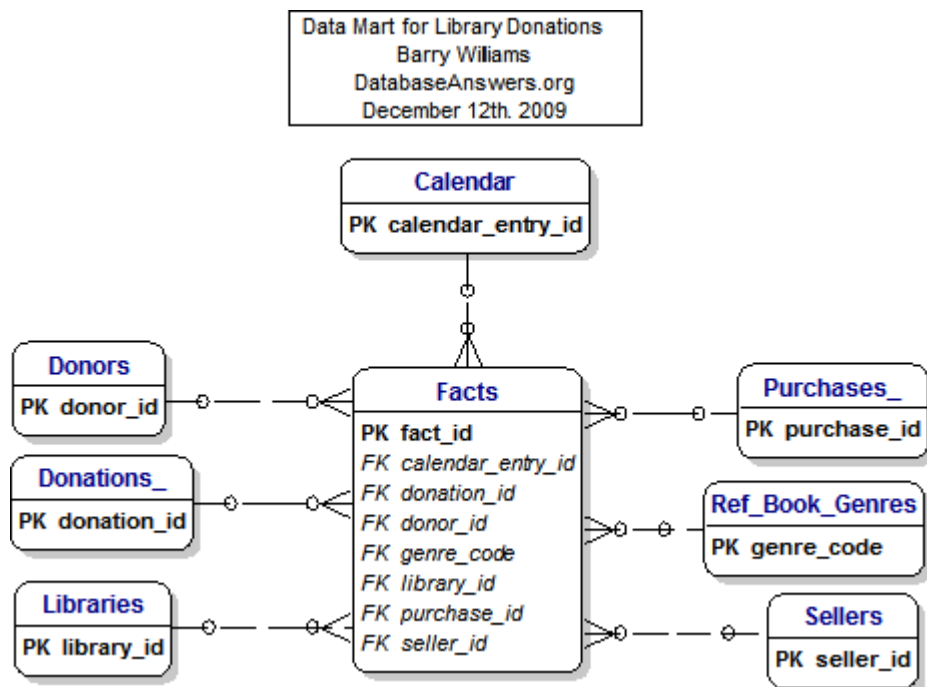 Data Mart for Library Donations
Barry Wiliams
DatabaseAnswers.org
December 12th. 2009
Calendar
PK calendar_entry_id
Donors
PK donor_id
Donations_
PK donation_id
Libraries
PK library_id
Facts
PK fact_id
FK calendar_entry_id
FK donation_id
FK donor_id
FK genre_code
FK library_id
FK purchase_id
FK seller_id
Purchases_
PK purchase_id
Ref_Book_Genres
PK genre_code
Sellers
PK seller_id